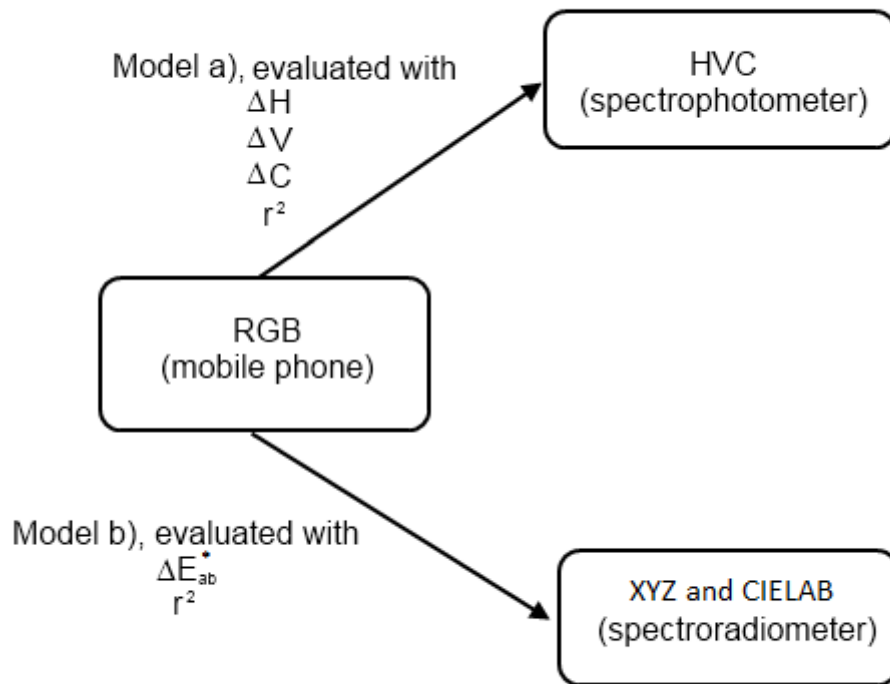 Model a), evaluated with
ΔH
ΔV
ΔC
r²
HVC
(spectrophotometer)
RGB
(mobile phone)
Model b), evaluated with
ΔE*ab
r²
XYZ and CIELAB
(spectroradiometer)